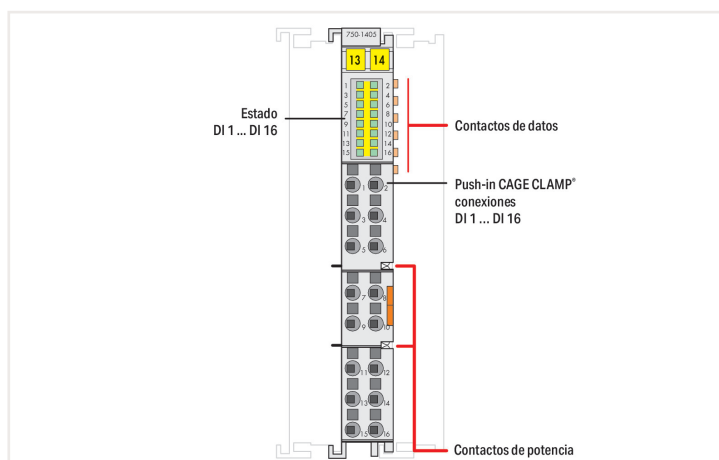 750-1405
13 14
1 2
3 4
5 6
7 8
9 10
11 12
13 14
15 16
Estado
DI 1 ... DI 16
Contactos de datos
Push-in CAGE CLAMP®
conexiones
DI 1 ... DI 16
1 2
3 4
5 6
7 8
9 10
11 12
13 14
15 16
Contactos de potencia